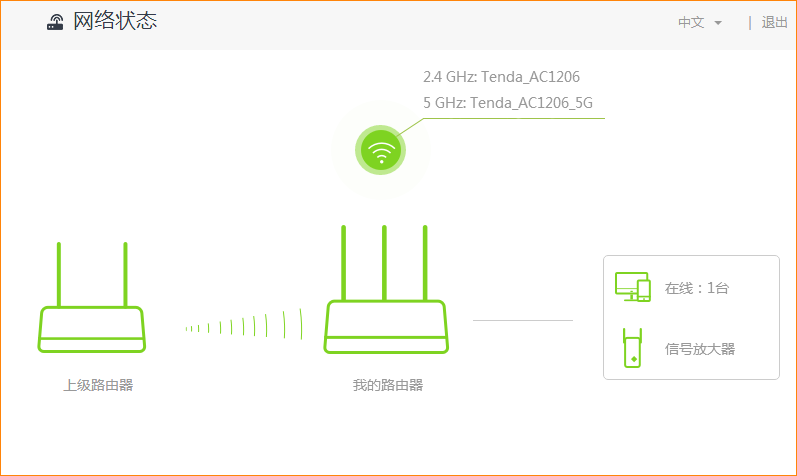 网络状态
中文
| 退出
2.4 GHz: Tenda_AC1206
5 GHz: Tenda_AC1206_5G
在线：1台
信号放大器
上级路由器
我的路由器